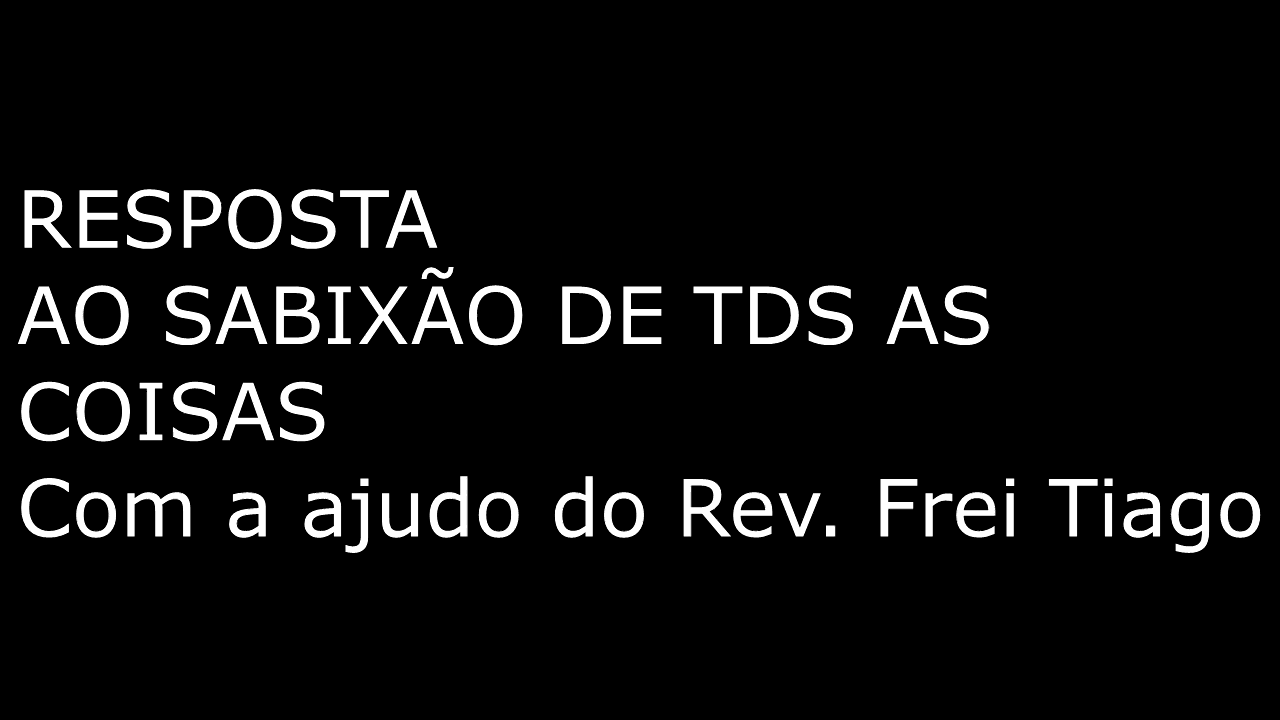 RESPOSTA
AO SABIXÃO DE TDS AS
COISAS
Com a ajudo do Rev. Frei Tiago